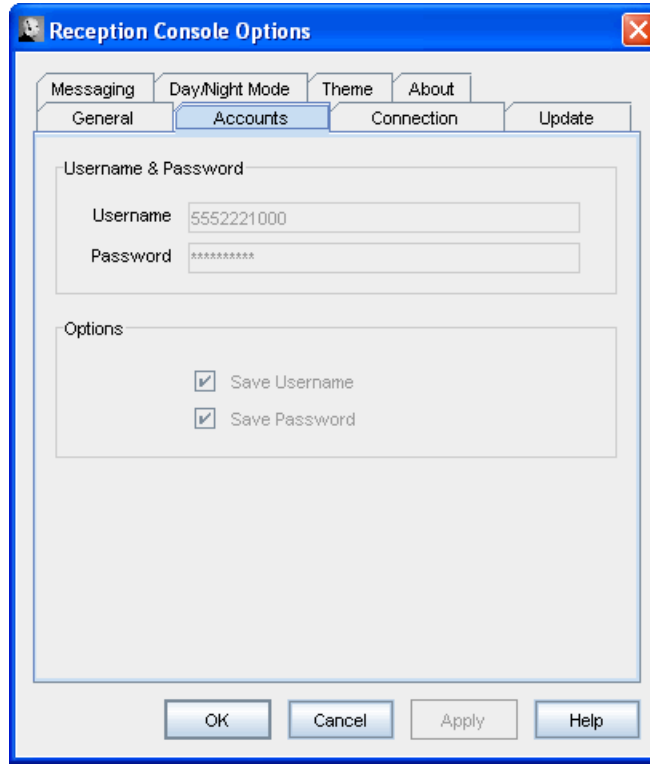 Reception Console Options
Messaging Day/Night Mode Theme About
General Accounts Connection Update
Username & Password
Username 5552221000
Password **********
Options
Save Username
Save Password
OK Cancel Apply Help